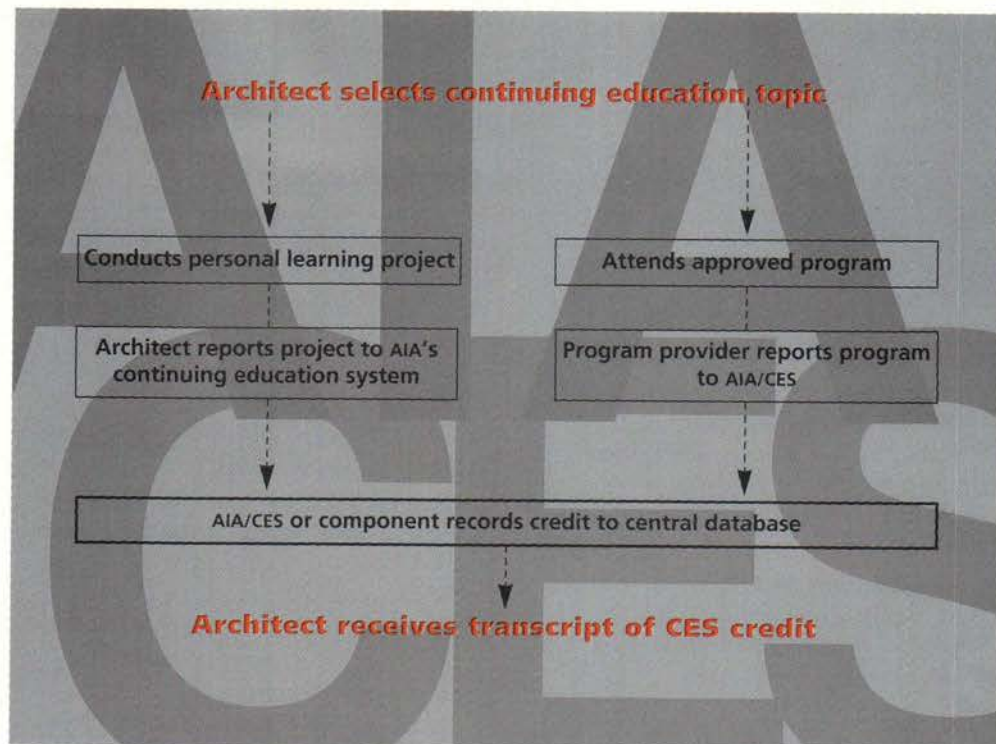 AIA
CES
Architect selects continuing education topic
Conducts personal learning project
Attends approved program
Architect reports project to AIA's
continuing education system
Program provider reports program
to AIA/CES
AIA/CES or component records credit to central database
Architect receives transcript of CES credit